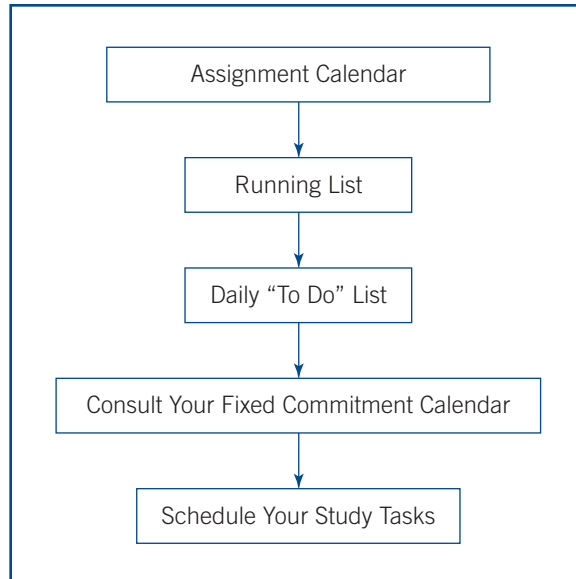 Assignment Calendar
Running List
Daily “To Do” List
Consult Your Fixed Commitment Calendar
Schedule Your Study Tasks